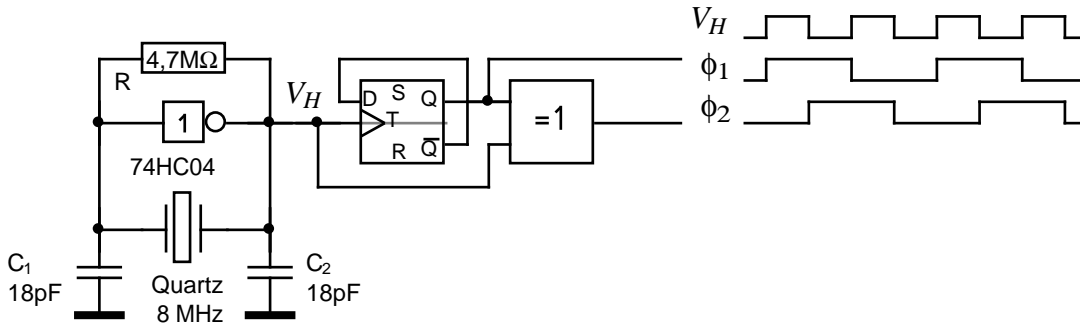 V_H
4,7MΩ
R
V_H
ϕ₁
D S Q
ϕ₂
1
T
=1
R Q̅
74HC04
C₁
18pF
Quartz
8 MHz
C₂
18pF